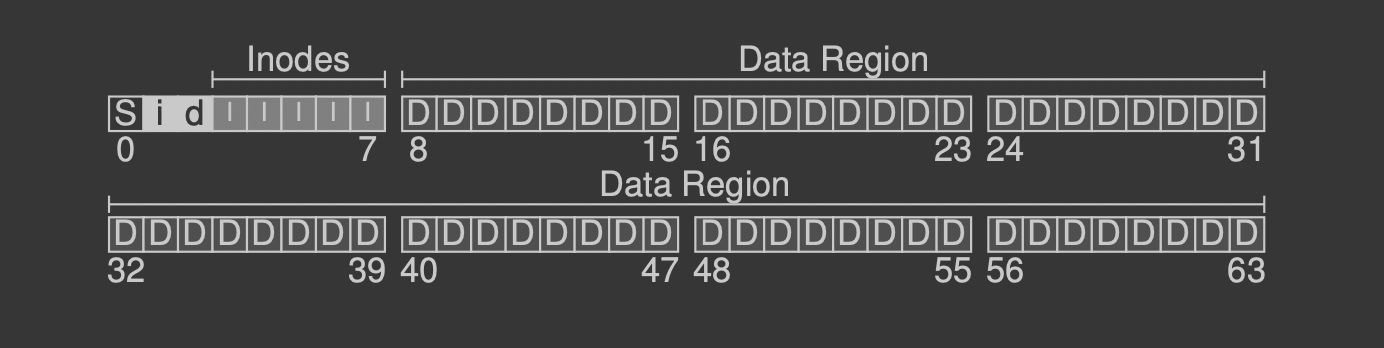 Inodes Data Region
S i d I I I I I D D D D D D D D D D D D D D D D D D D D D D D D
0 7 8 15 16 23 24 31
Data Region
D D D D D D D D D D D D D D D D D D D D D D D D D D D D D D D D
32 39 40 47 48 55 56 63